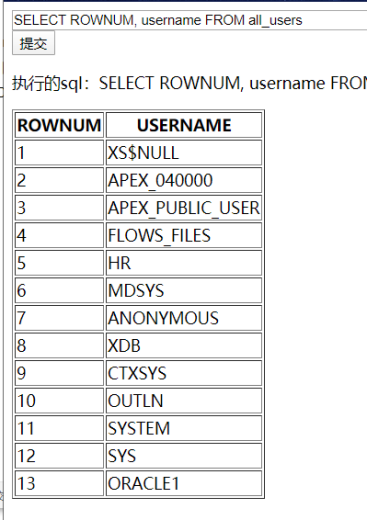 SELECT ROWNUM, username FROM all_users
提交
执行的sql：SELECT ROWNUM, username FROM
ROWNUM USERNAME
1 XS$NULL
2 APEX_040000
3 APEX_PUBLIC_USER
4 FLOWS_FILES
5 HR
6 MDSYS
7 ANONYMOUS
8 XDB
9 CTXSYS
10 OUTLN
11 SYSTEM
12 SYS
13 ORACLE1